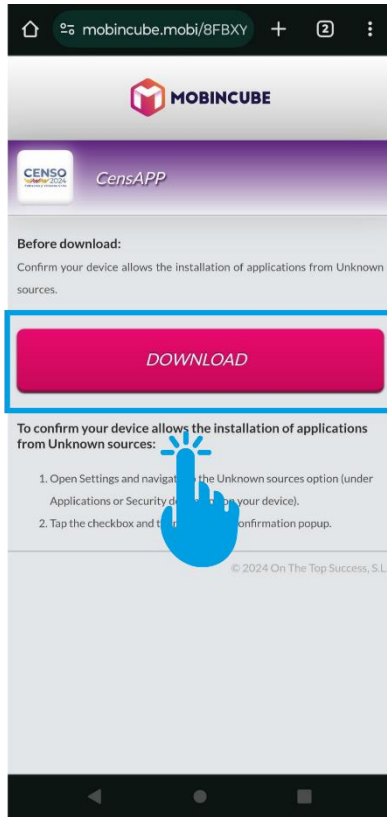 mobincube.mobi/8FBXY
2
MOBINCUBE
CENSO
2024
CensAPP
Before download:
Confirm your device allows the installation of applications from Unknown
sources.
DOWNLOAD
To confirm your device allows the installation of applications
from Unknown sources:
1. Open Settings and navigat the Unknown sources option (under
Applications or Security d on your device).
2. Tap the checkbox and t onfirmation popup.
© 2024 On The Top Success, S.L